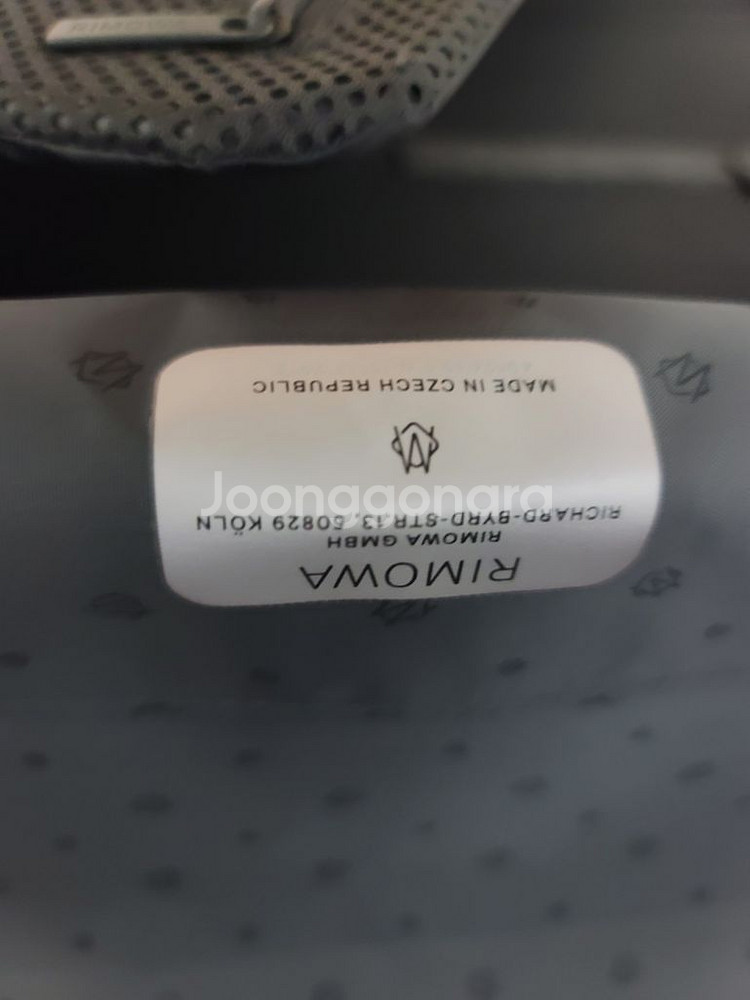 RIMOWA
RIMOWA GMBH
RICHARD-BYRD-STR.13, 50829 KÖLN
MADE IN CZECH REPUBLIC
Joonggonara